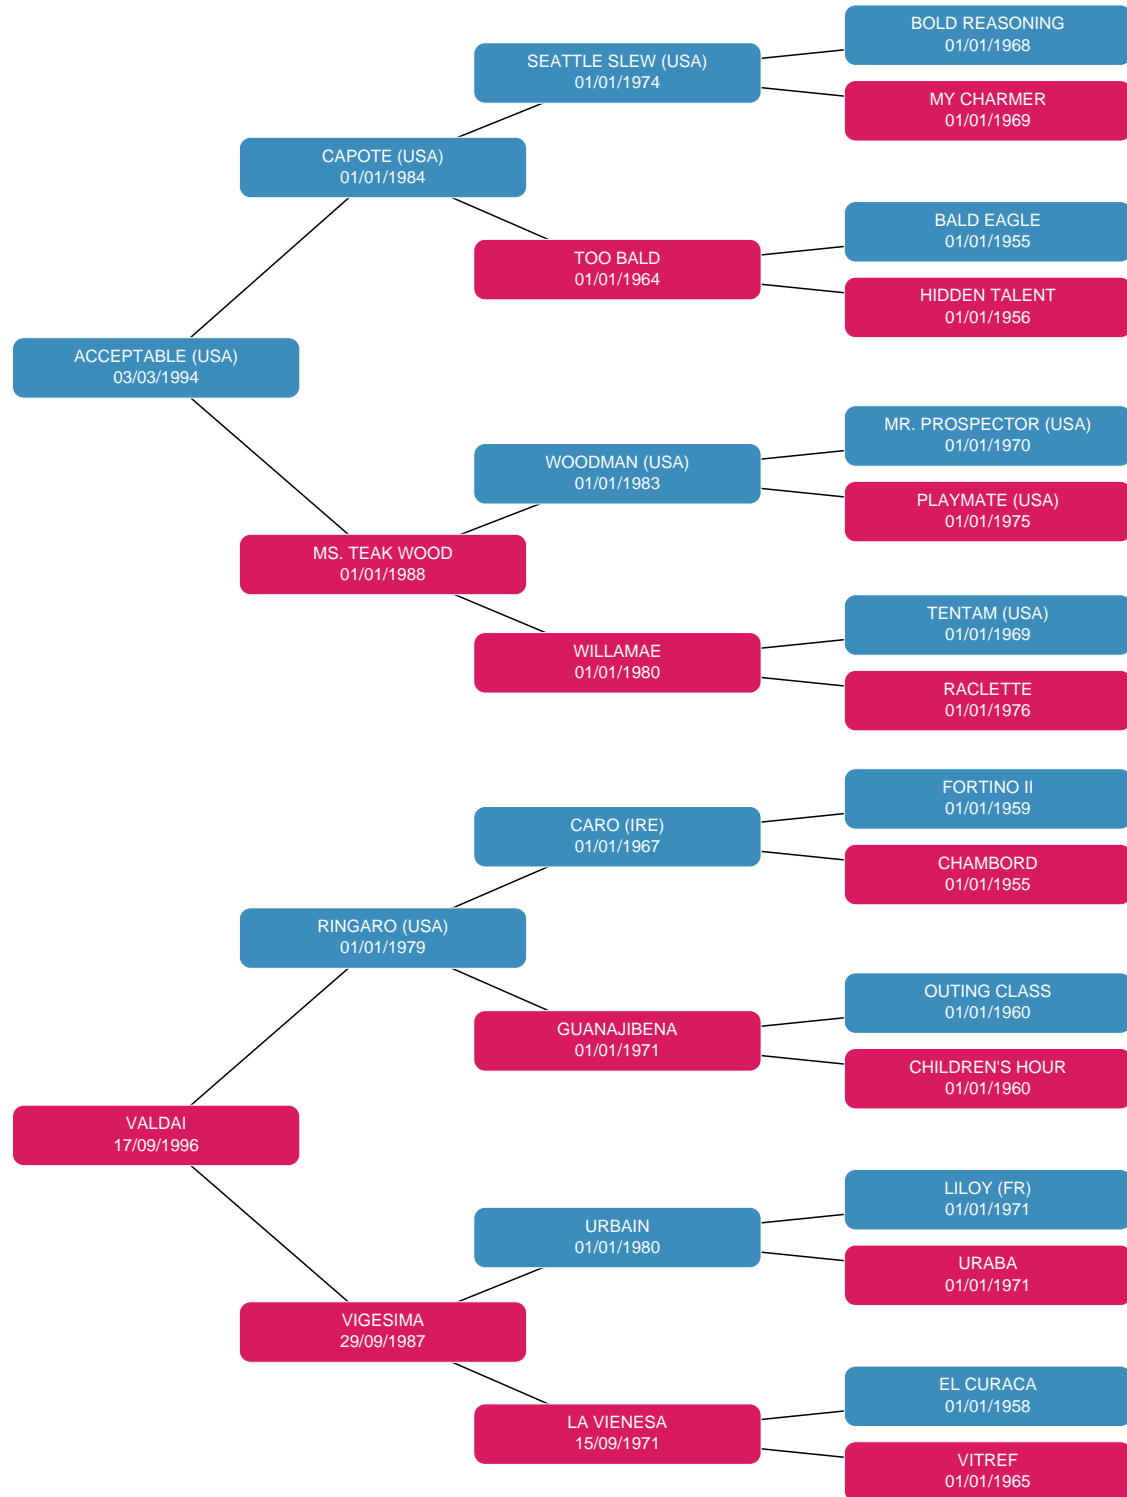 BOLD REASONING
01/01/1968
SEATTLE SLEW (USA)
01/01/1974
MY CHARMER
01/01/1969
CAPOTE (USA)
01/01/1984
BALD EAGLE
01/01/1955
TOO BALD
01/01/1964
HIDDEN TALENT
01/01/1956
ACCEPTABLE (USA)
03/03/1994
MR. PROSPECTOR (USA)
01/01/1970
WOODMAN (USA)
01/01/1983
PLAYMATE (USA)
01/01/1975
MS. TEAK WOOD
01/01/1988
TENTAM (USA)
01/01/1969
WILLAMAE
01/01/1980
RACLETTE
01/01/1976
FORTINO II
01/01/1959
CARO (IRE)
01/01/1967
CHAMBORD
01/01/1955
RINGARO (USA)
01/01/1979
OUTING CLASS
01/01/1960
GUANAJIBENA
01/01/1971
CHILDREN'S HOUR
01/01/1960
VALDAI
17/09/1996
LILOY (FR)
01/01/1971
URBAIN
01/01/1980
URABA
01/01/1971
VIGESIMA
29/09/1987
EL CURACA
01/01/1958
LA VIENESA
15/09/1971
VITREF
01/01/1965